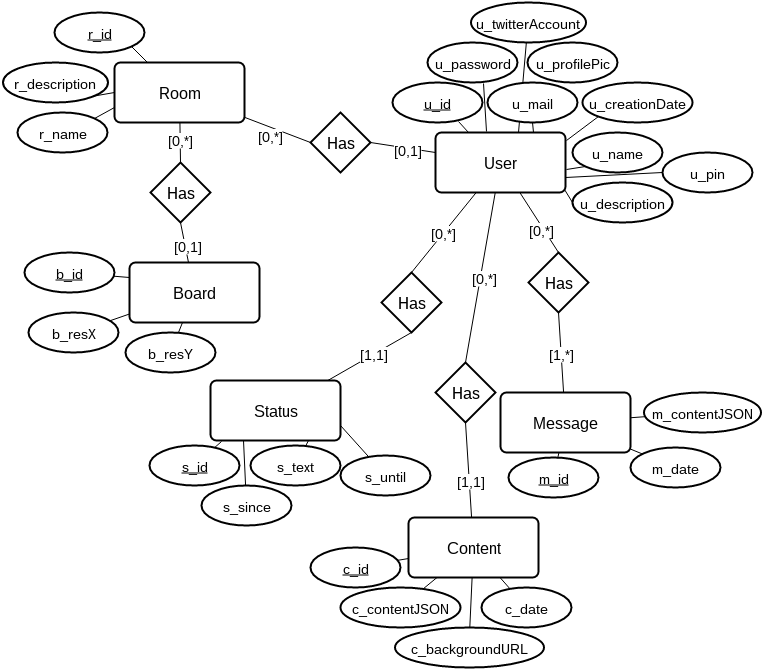 u_twitterAccount
r_id
u_password
u_profilePic
r_description
Room
u_id
u_mail
u_creationDate
r_name
[0,*]
[0,*]
Has
[0,1]
User
u_name
u_pin
Has
u_description
[0,1]
[0,*]
[0,*]
b_id
Board
[0,*]
Has
Has
b_resX
b_resY
[1,1]
[1,*]
Has
Status
Message
m_contentJSON
s_id
s_text
s_until
m_id
m_date
s_since
[1,1]
Content
c_id
c_contentJSON
c_date
c_backgroundURL